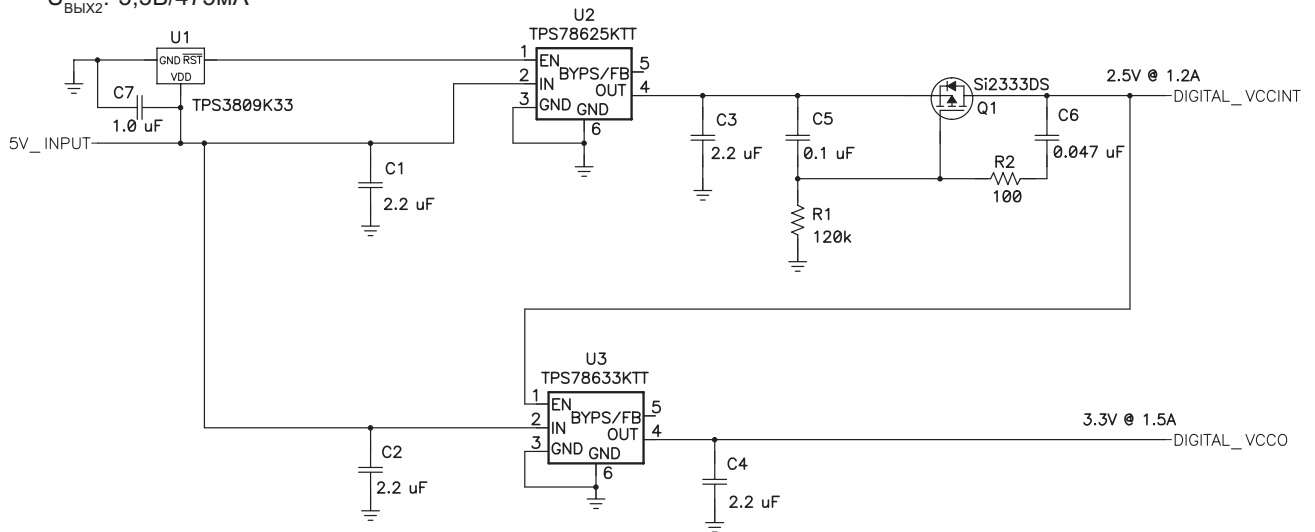 UВЫХ2: 3,3В/475мА
U2
TPS78625KTT
U1
GND RST
VDD
TPS3809K33
C7
1.0 uF
5V_INPUT
1
2
3
EN
IN
GND
BYPS/FB
OUT
GND
5
4
6
C1
2.2 uF
C3
2.2 uF
C5
0.1 uF
Si2333DS
Q1
2.5V @ 1.2A
DIGITAL_VCCINT
C6
0.047 uF
R2
100
R1
120k
U3
TPS78633KTT
1
2
3
EN
IN
GND
BYPS/FB
OUT
GND
5
4
6
C2
2.2 uF
C4
2.2 uF
3.3V @ 1.5A
DIGITAL_VCCO